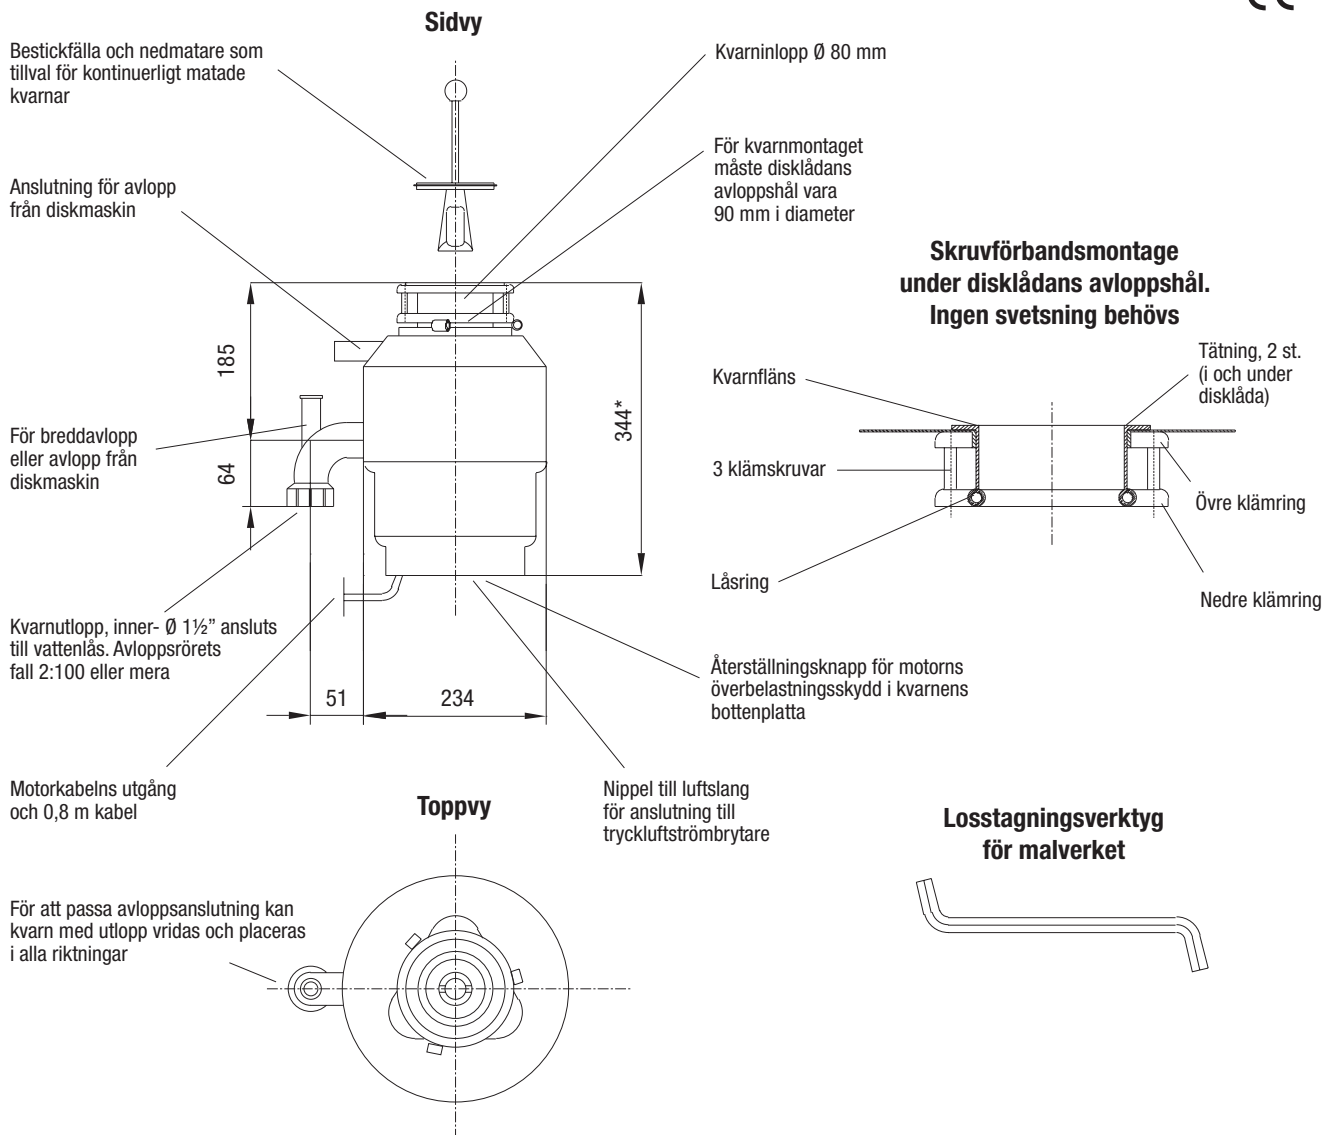 Sidvy
Bestickfälla och nedmatare som
tillval för kontinuerligt matade
kvarnar
Kvarninlopp Ø 80 mm
För kvarnmontaget
måste disklådans
avloppshål vara
90 mm i diameter
Anslutning för avlopp
från diskmaskin
185
64
344*
För breddavlopp
eller avlopp från
diskmaskin
Kvarnutlopp, inner- Ø 1½” ansluts
till vattenlås. Avloppsrörets
fall 2:100 eller mera
51
234
Återställningsknapp för motorns
överbelastningsskydd i kvarnens
bottenplatta
Motorkabelns utgång
och 0,8 m kabel
Nippel till luftslang
för anslutning till
tryckluftströmbrytare
Skruvförbandsmontage
under disklådans avloppshål.
Ingen svetsning behövs
Kvarnfläns
Tätning, 2 st.
(i och under
disklåda)
3 klämskruvar
Övre klämring
Låsring
Nedre klämring
Toppvy
För att passa avloppsanslutning kan
kvarn med utlopp vridas och placeras
i alla riktningar
Losstagningsverktyg
för malverket